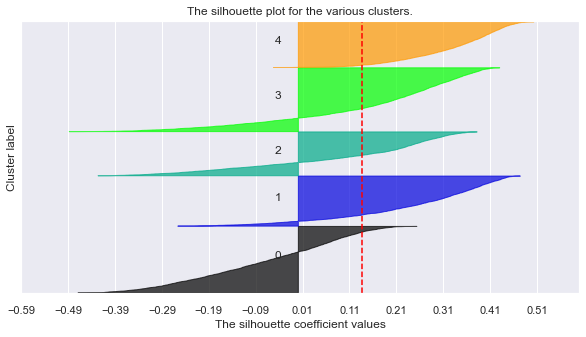 The silhouette plot for the various clusters.
4
3
2
1
0
Cluster label
−0.59 −0.49 −0.39 −0.29 −0.19 −0.09 0.01 0.11 0.21 0.31 0.41 0.51
The silhouette coefficient values